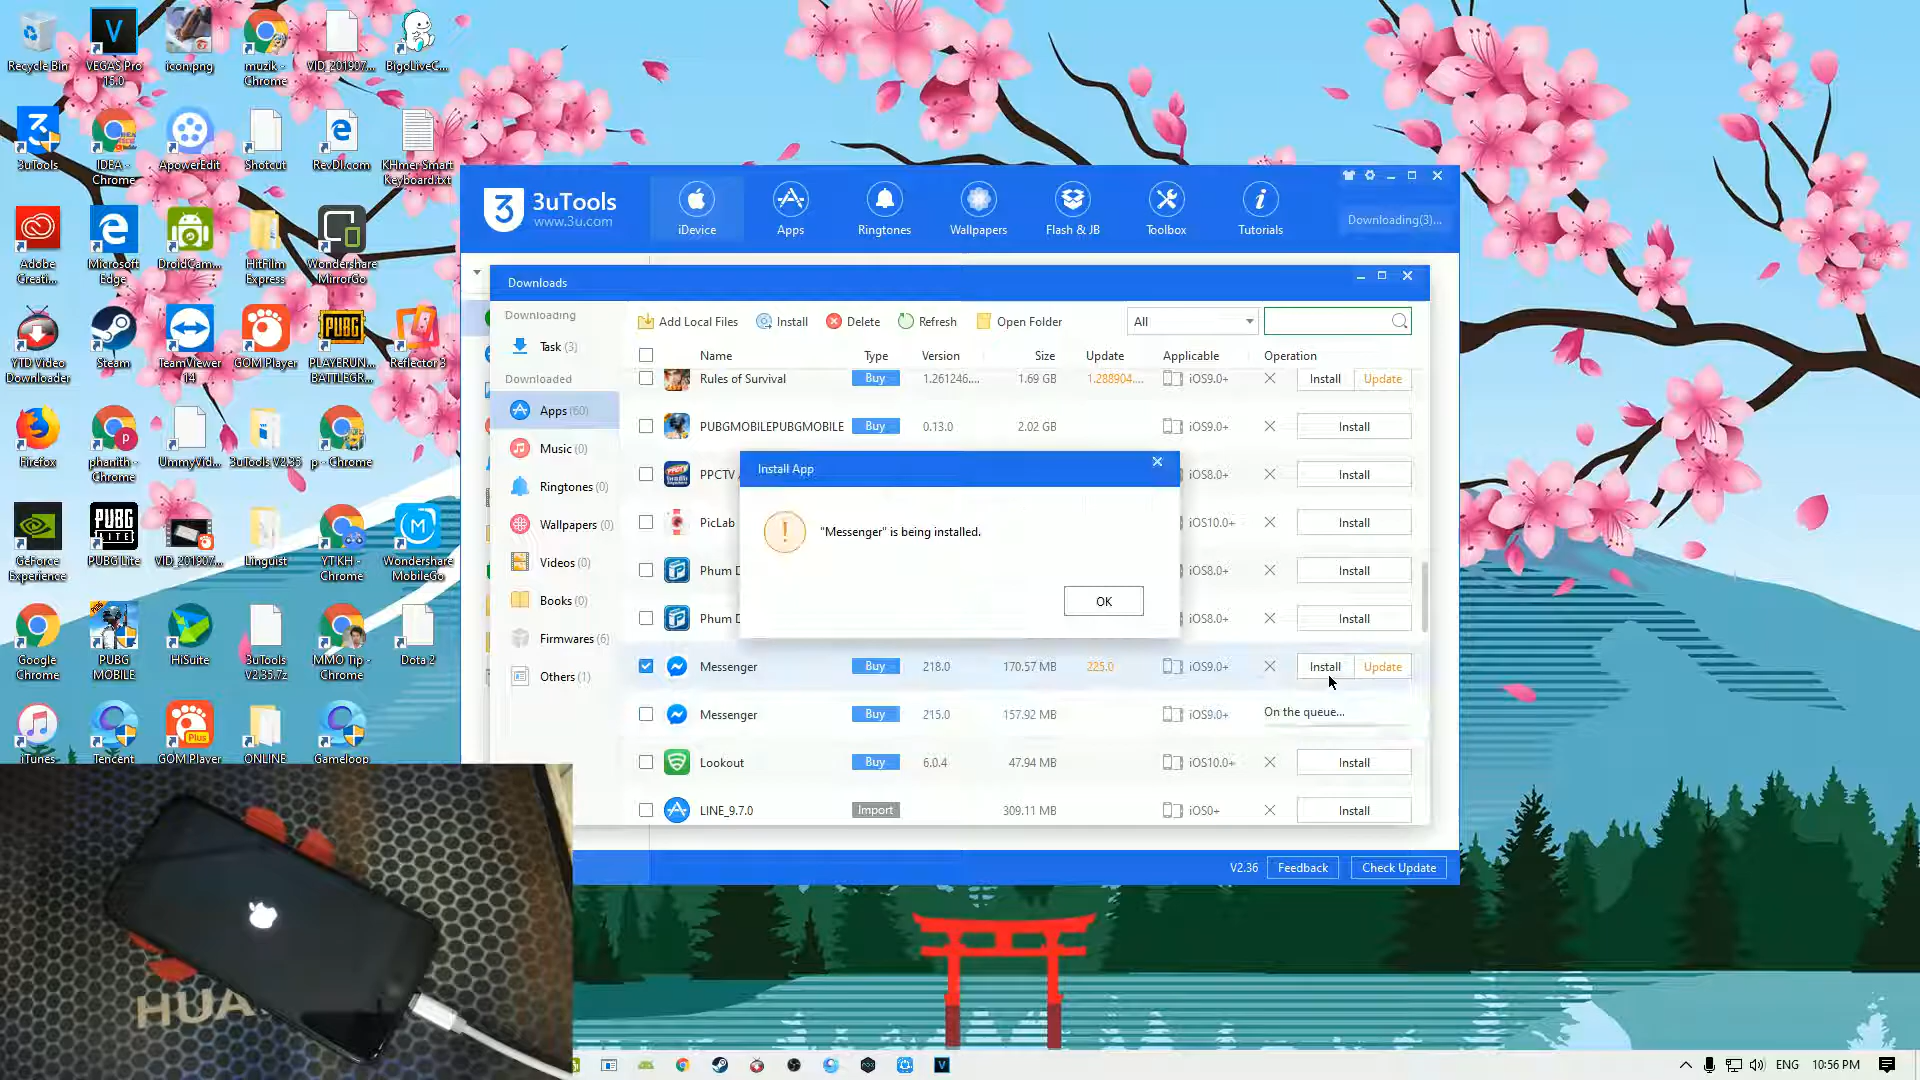 Recycle Bin
VEGAS Pro 15.0
icon.png
muzik - Chrome
VID_201907...
BigoLiveC...
3uTools
IDEA - Chrome
ApowerEdit
Shotcut
RevDl.com
KHmer Smart Keyboard.txt
Adobe Creati...
Microsoft Edge
DroidCam...
HitFilm Express
Wondershare MirrorGo
YTD Video Downloader
Steam
TeamViewer 14
GOM Player
PLAYERUN... BATTLEGR...
Reflector 3
Firefox
phanith - Chrome
UmmyVid...
3uTools V2.35
p - Chrome
GeForce Experience
PUBG Lite
VID_201907...
Linguist
YT KH - Chrome
Wondershare MobileGo
Google Chrome
PUBG MOBILE
HiSuite
3uTools V2.35.7z
MMO Tip - Chrome
Dota 2
iTunes
Tencent
GOM Player
ONLINE
Gameloop
3uTools
www.3u.com
iDevice
Apps
Ringtones
Wallpapers
Flash & JB
Toolbox
Tutorials
Downloading(3)...
Downloads
Downloading
Task (3)
Downloaded
Apps (60)
Music (0)
Ringtones (0)
Wallpapers (0)
Videos (0)
Books (0)
Firmwares (6)
Others (1)
Add Local Files Install Delete Refresh Open Folder All
Name Type Version Size Update Applicable Operation
Rules of Survival Buy 1.261246.... 1.69 GB 1.288904.... iOS9.0+ Install Update
PUBGMOBILEPUBGMOBILE Buy 0.13.0 2.02 GB iOS9.0+ Install
PPCTV iOS8.0+ Install
PicLab iOS10.0+ Install
Phum D iOS8.0+ Install
Phum D iOS8.0+ Install
Install App
"Messenger" is being installed.
OK
Messenger Buy 218.0 170.57 MB 225.0 iOS9.0+ Install Update
Messenger Buy 215.0 157.92 MB iOS9.0+ On the queue...
Lookout Buy 6.0.4 47.94 MB iOS10.0+ Install
LINE_9.7.0 Import 309.11 MB iOS0+ Install
V2.36 Feedback Check Update
HUA
ENG 10:56 PM